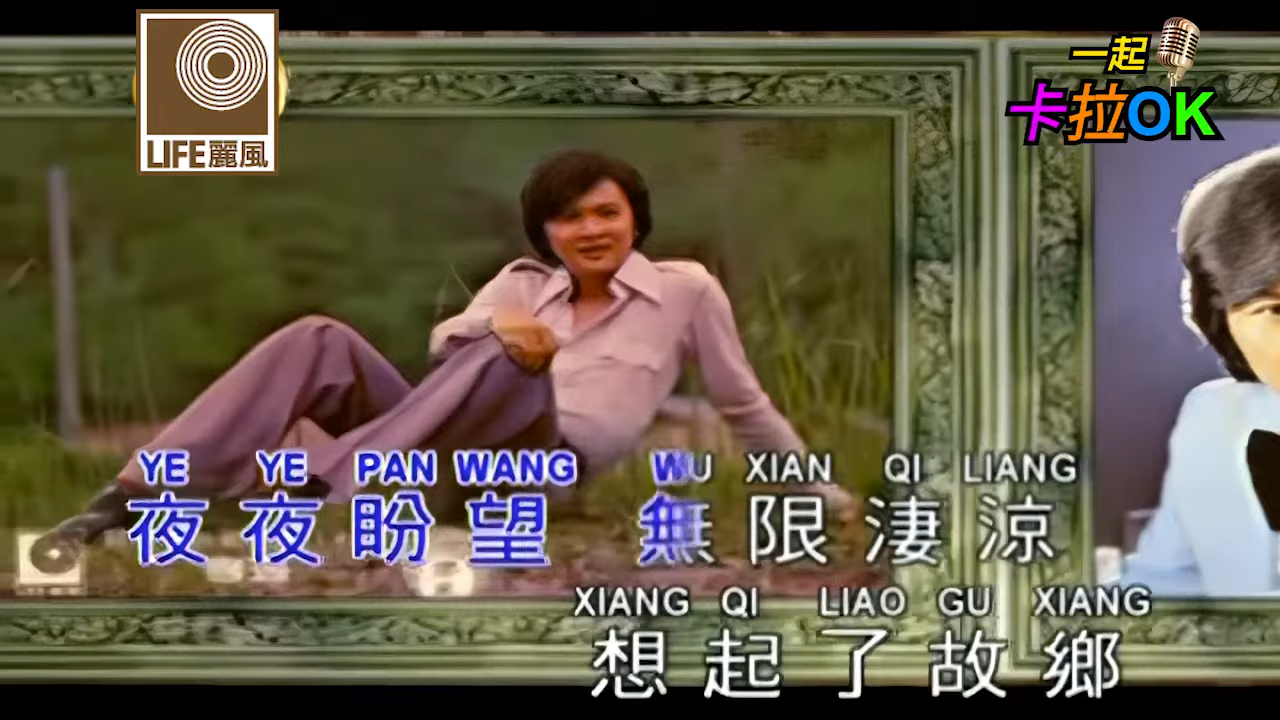 LIFE麗風
一起
卡拉OK
YE YE PAN WANG WU XIAN QI LIANG
夜夜盼望 無限淒涼
XIANG QI LIAO GU XIANG
想起了故鄉